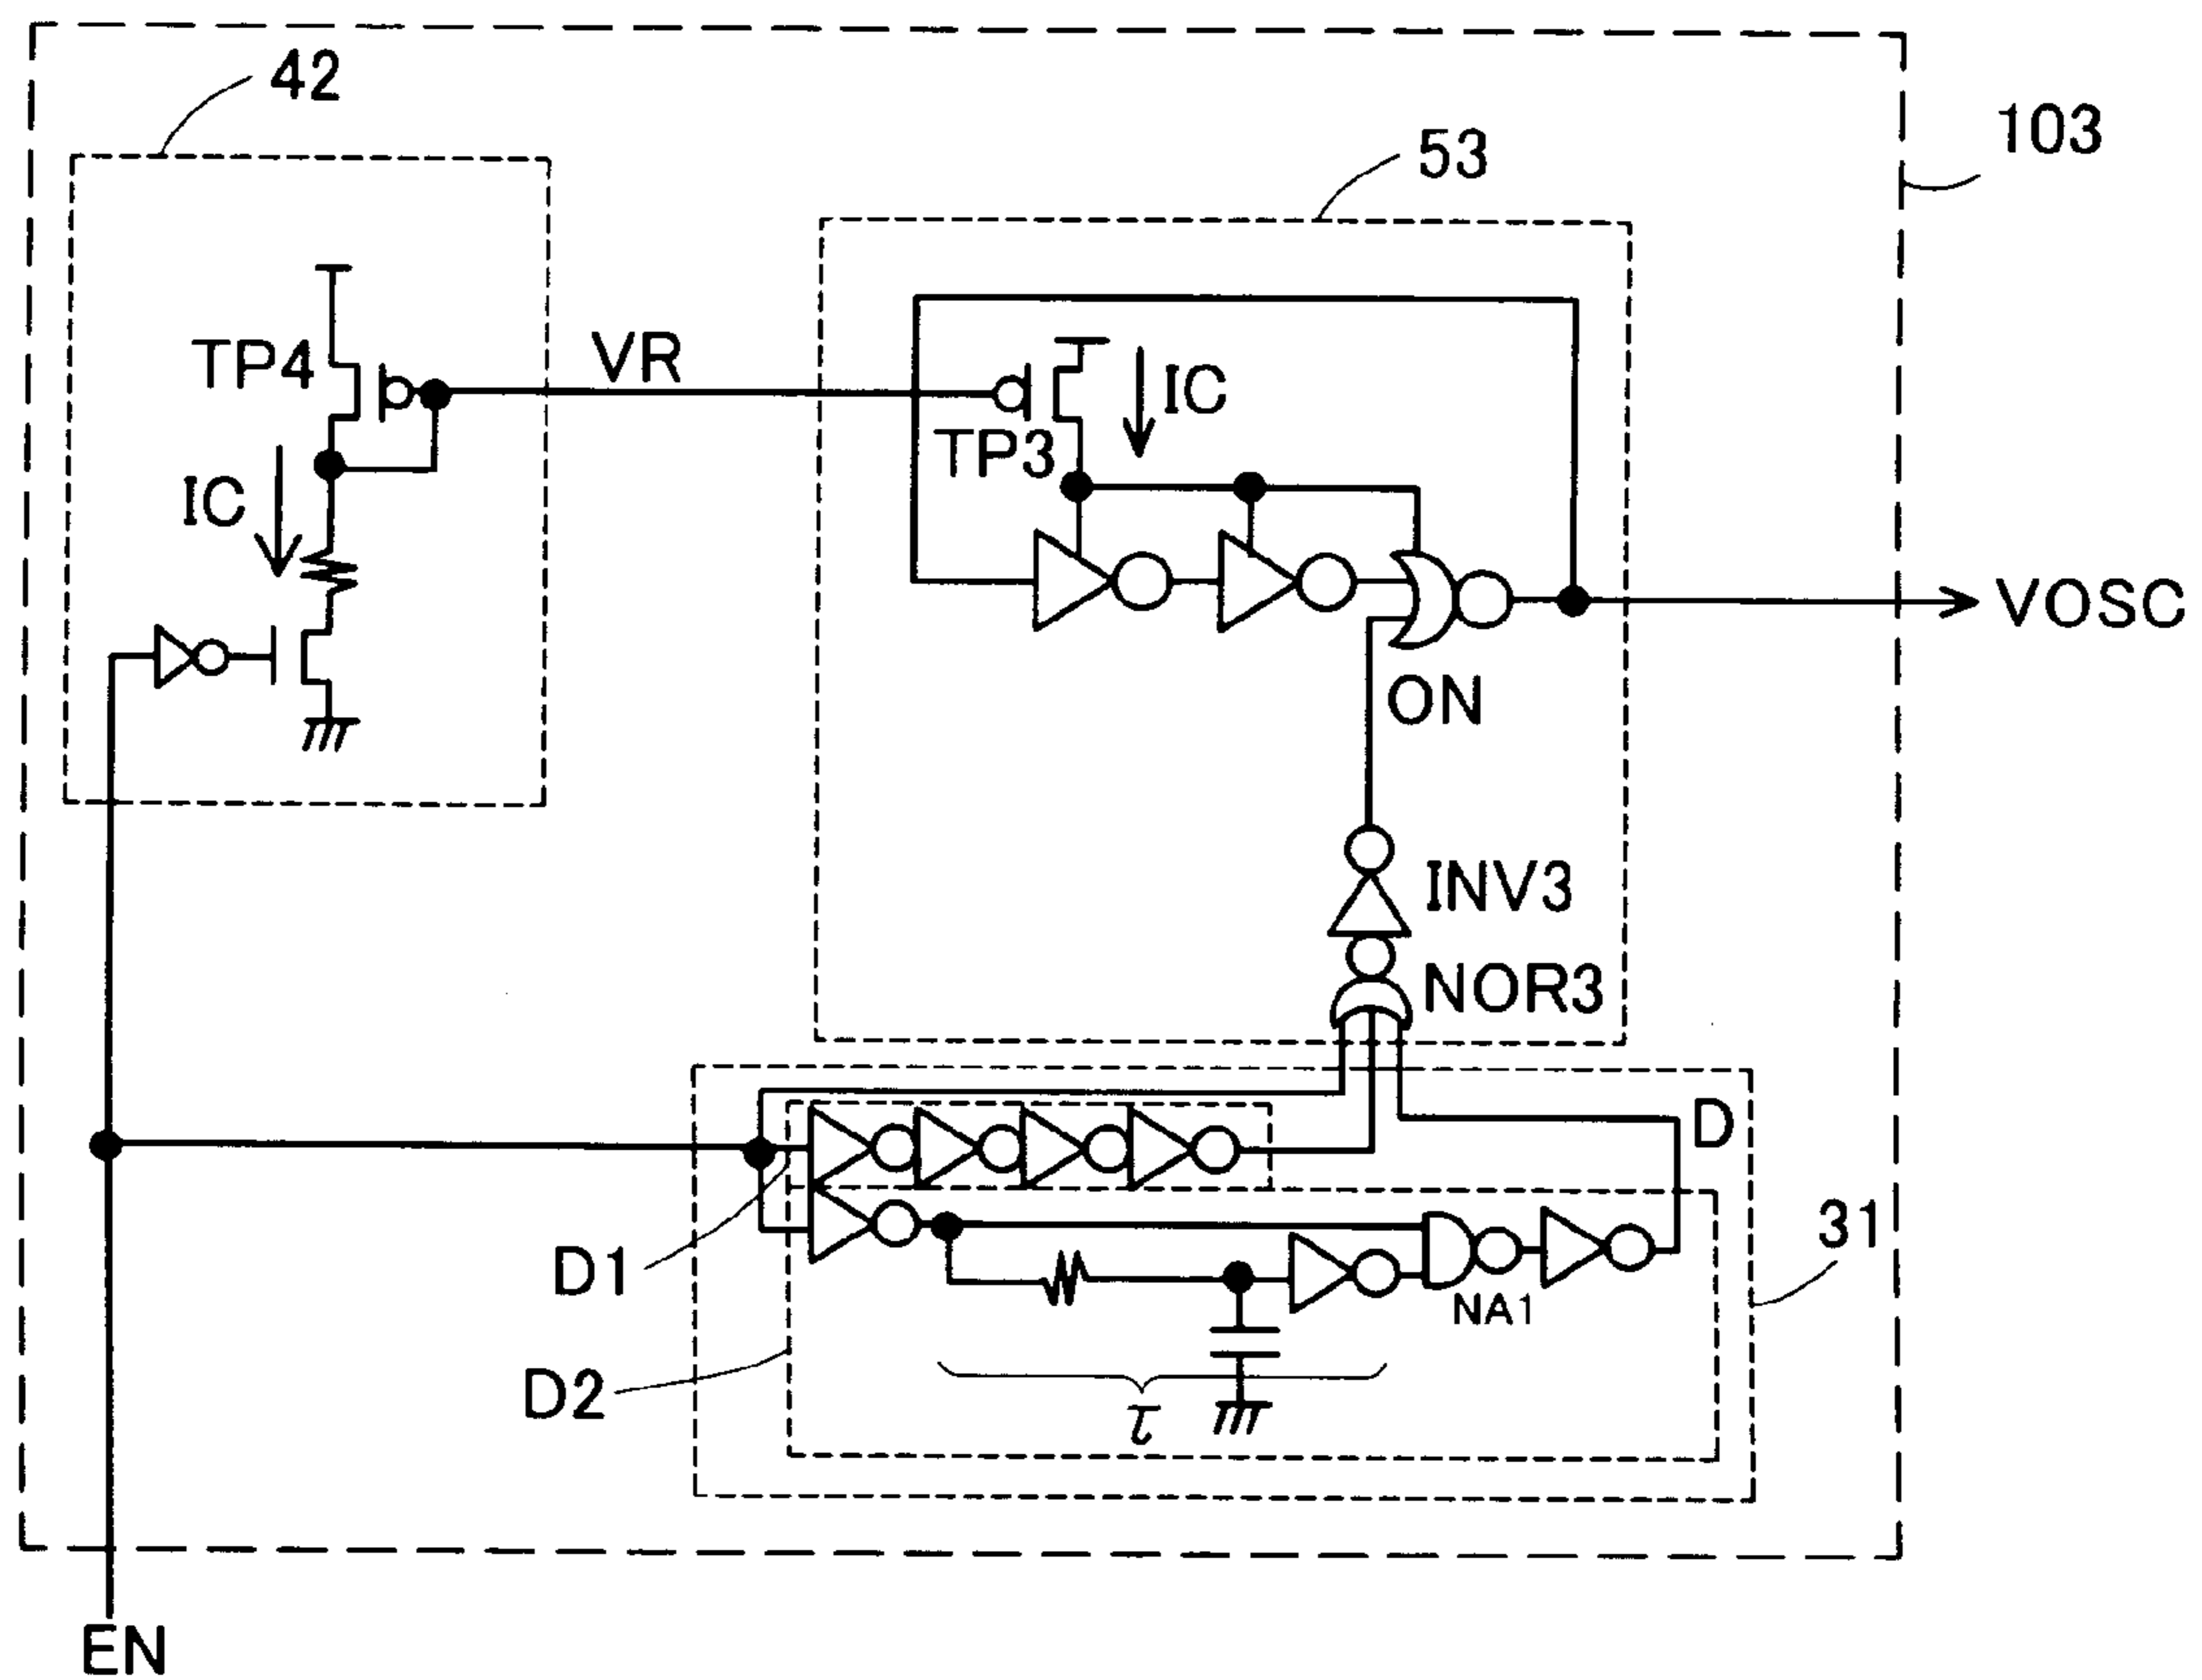 42
103
53
TP4
VR
IC
TP3
IC
VOSC
ON
INV3
NOR3
D
31
D1
NA1
D2
τ
EN